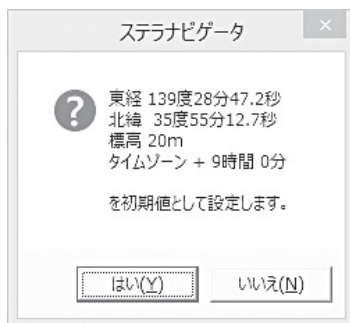 ステラナビゲータ
×
?
東経 139度28分47.2秒
北緯 35度55分12.7秒
標高 20m
タイムゾーン + 9時間 0分
を初期値として設定します。
はい(Y) いいえ(N)